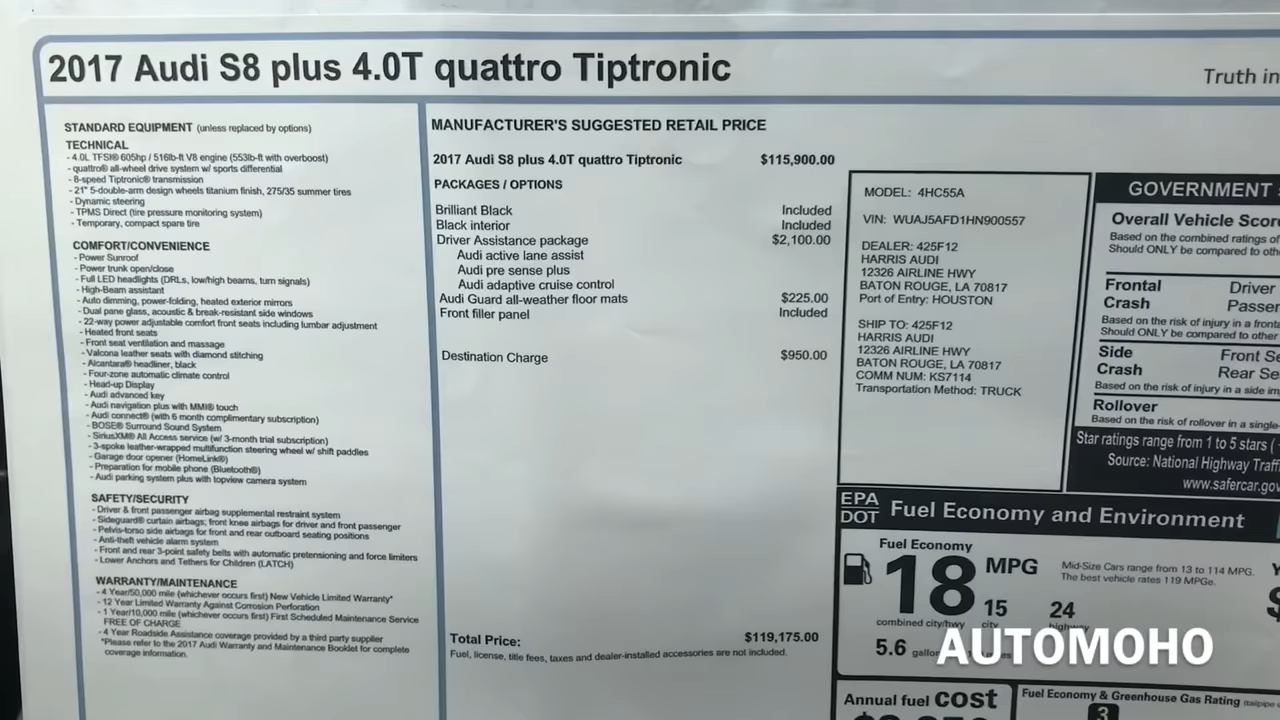 2017 Audi S8 plus 4.0T quattro Tiptronic
Truth in
STANDARD EQUIPMENT (unless replaced by options)
TECHNICAL
- 4.0L TFSI® 605hp / 516lb-ft V8 engine (553lb-ft with overboost)
- quattro® all-wheel drive system w/ sports differential
- 8-speed Tiptronic® transmission
- 21" 5-double-arm design wheels titanium finish, 275/35 summer tires
- Dynamic steering
- TPMS Direct (tire pressure monitoring system)
- Temporary, compact spare tire
COMFORT/CONVENIENCE
- Power Sunroof
- Power trunk open/close
- Full LED headlights (DRLs, low/high beams, turn signals)
- High-Beam assistant
- Auto dimming, power-folding, heated exterior mirrors
- Dual pane glass, acoustic & break-resistant side windows
- 22-way power adjustable comfort front seats including lumbar adjustment
- Heated front seats
- Front seat ventilation and massage
- Valcona leather seats with diamond stitching
- Alcantara® headliner, black
- Four-zone automatic climate control
- Head-up Display
- Audi advanced key
- Audi navigation plus with MMI® touch
- Audi connect® (with 6 month complimentary subscription)
- BOSE® Surround Sound System
- SiriusXM® All Access service (w/ 3-month trial subscription)
- 3-spoke leather-wrapped multifunction steering wheel w/ shift paddles
- Garage door opener (HomeLink®)
- Preparation for mobile phone (Bluetooth®)
- Audi parking system plus with topview camera system
SAFETY/SECURITY
- Driver & front passenger airbag supplemental restraint system
- Sideguard® curtain airbags; front knee airbags for driver and front passenger
- Pelvis-torso side airbags for front and rear outboard seating positions
- Anti-theft vehicle alarm system
- Front and rear 3-point safety belts with automatic pretensioning and force limiters
- Lower Anchors and Tethers for Children (LATCH)
WARRANTY/MAINTENANCE
- 4 Year/50,000 mile (whichever occurs first) New Vehicle Limited Warranty*
- 12 Year Limited Warranty Against Corrosion Perforation
- 1 Year/10,000 mile (whichever occurs first) First Scheduled Maintenance Service
FREE OF CHARGE
- 4 Year Roadside Assistance coverage provided by a third party supplier
*Please refer to the 2017 Audi Warranty and Maintenance Booklet for complete
coverage information.
MANUFACTURER'S SUGGESTED RETAIL PRICE
2017 Audi S8 plus 4.0T quattro Tiptronic $115,900.00
PACKAGES / OPTIONS
Brilliant Black Included
Black interior Included
Driver Assistance package $2,100.00
Audi active lane assist
Audi pre sense plus
Audi adaptive cruise control
Audi Guard all-weather floor mats $225.00
Front filler panel Included
Destination Charge $950.00
Total Price: $119,175.00
Fuel, license, title fees, taxes and dealer-installed accessories are not included.
MODEL: 4HC55A
VIN: WUAJ5AFD1HN900557
DEALER: 425F12
HARRIS AUDI
12326 AIRLINE HWY
BATON ROUGE, LA 70817
Port of Entry: HOUSTON
SHIP TO: 425F12
HARRIS AUDI
12326 AIRLINE HWY
BATON ROUGE, LA 70817
COMM NUM: KS7114
Transportation Method: TRUCK
GOVERNMENT
Overall Vehicle Scor
Based on the combined ratings of
Should ONLY be compared to oth
Frontal Driver
Crash Passe
Based on the risk of injury in a fronta
Should ONLY be compared to other
Side Front Se
Crash Rear Se
Based on the risk of injury in a side im
Rollover
Based on the risk of rollover in a single-
Star ratings range from 1 to 5 stars (
Source: National Highway Traffi
www.safercar.gov
EPA
DOT Fuel Economy and Environment
Fuel Economy
18 MPG
combined city/hwy
15
city
24
highway
Mid-Size Cars range from 13 to 114 MPG.
The best vehicle rates 119 MPGe.
Y
$
5.6
AUTOMOHO
Annual fuel cost
Fuel Economy & Greenhouse Gas Rating (tailpipe
3